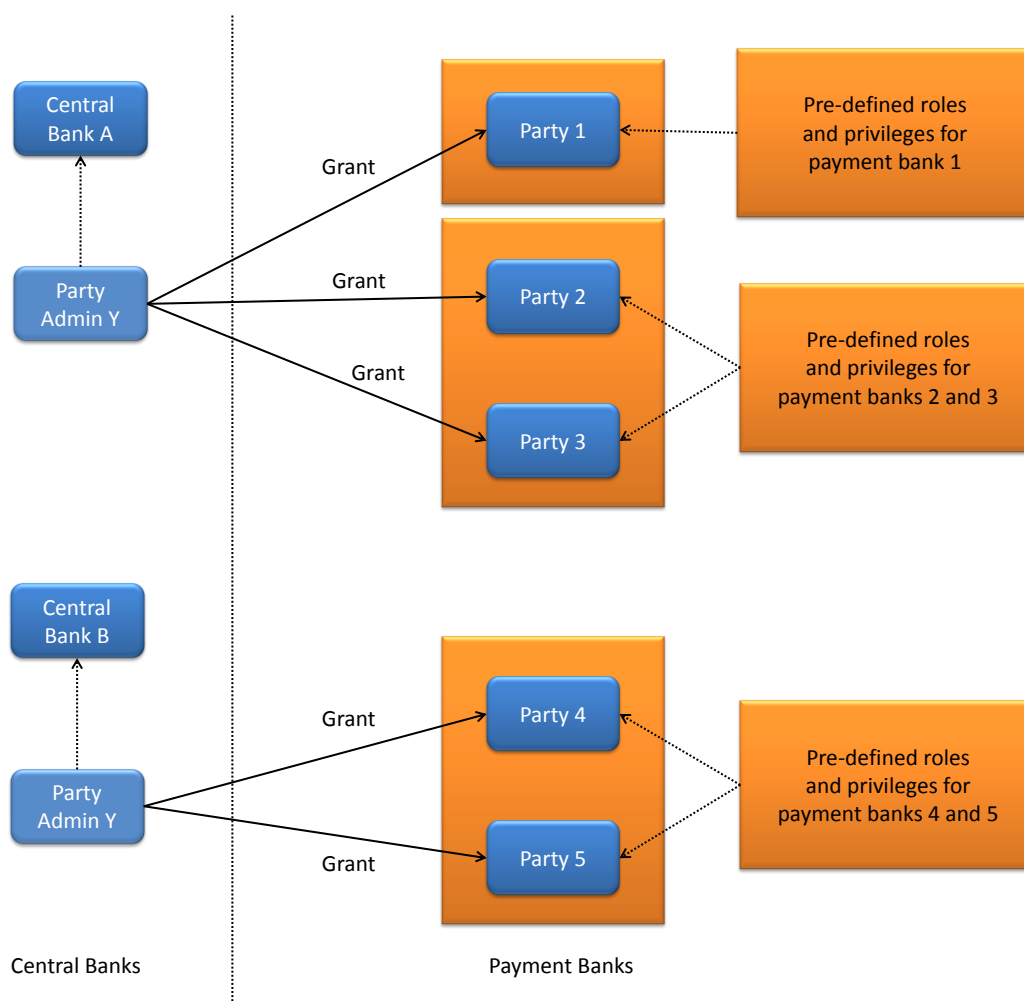 Central
Bank A
Party 1
Pre-defined roles
and privileges for
payment bank 1
Grant
Party
Admin Y
Grant
Party 2
Grant
Party 3
Pre-defined roles
and privileges for
payment banks 2 and 3
Central
Bank B
Grant
Party 4
Pre-defined roles
and privileges for
payment banks 4 and 5
Party
Admin Y
Grant
Party 5
Central Banks
Payment Banks